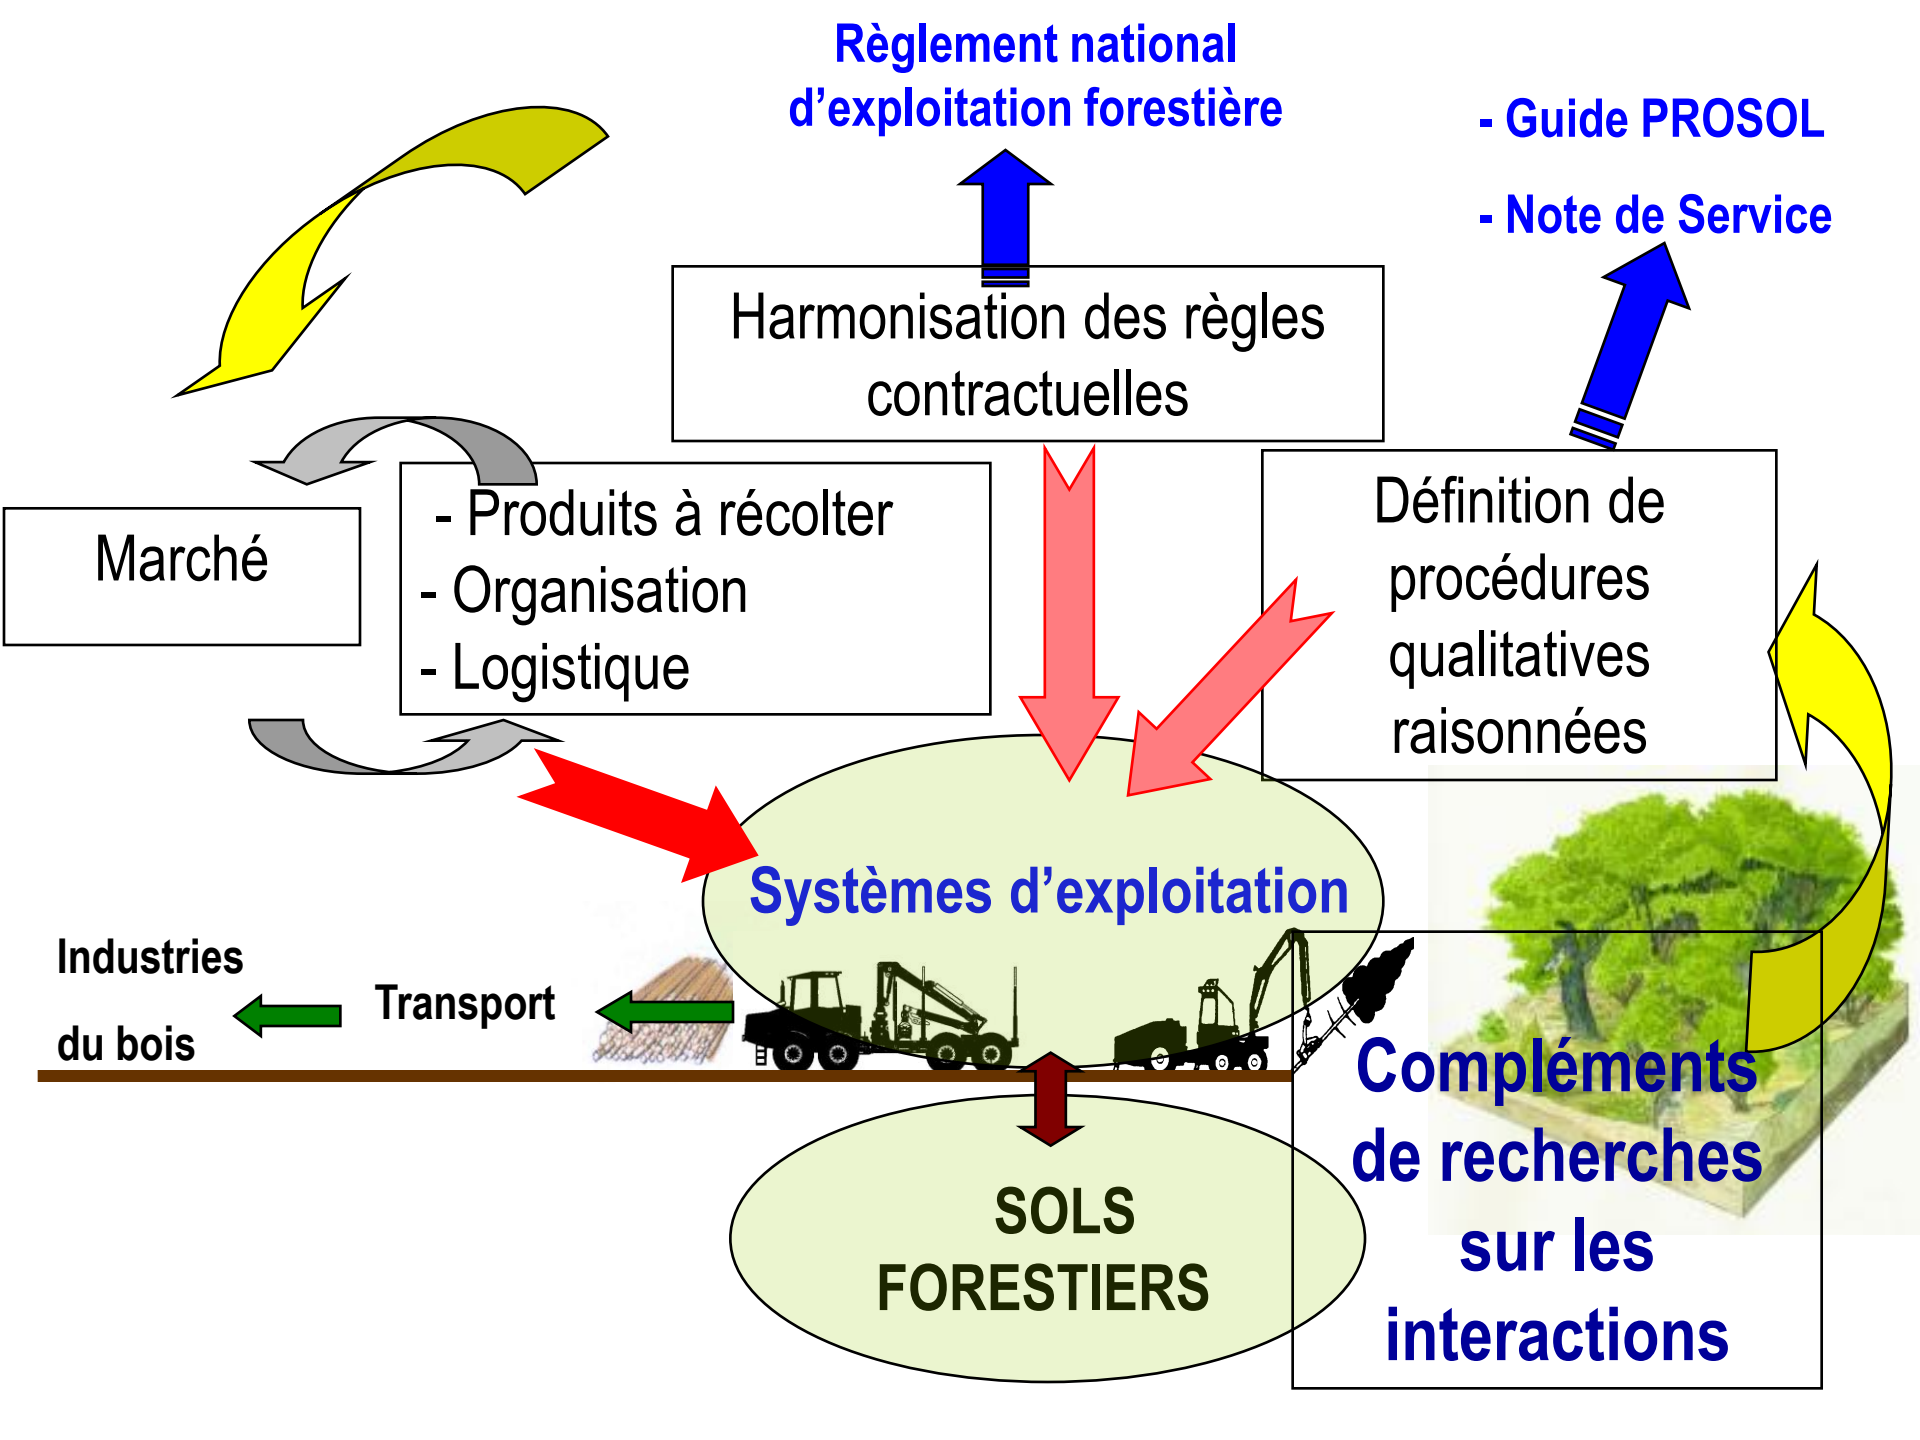 Règlement national
d’exploitation forestière
- Guide PROSOL
- Note de Service
Harmonisation des règles
contractuelles
Marché
- Produits à récolter
- Organisation
- Logistique
Définition de
procédures
qualitatives
raisonnées
Systèmes d’exploitation
Industries
du bois
Transport
SOLS
FORESTIERS
Compléments
de recherches
sur les
interactions